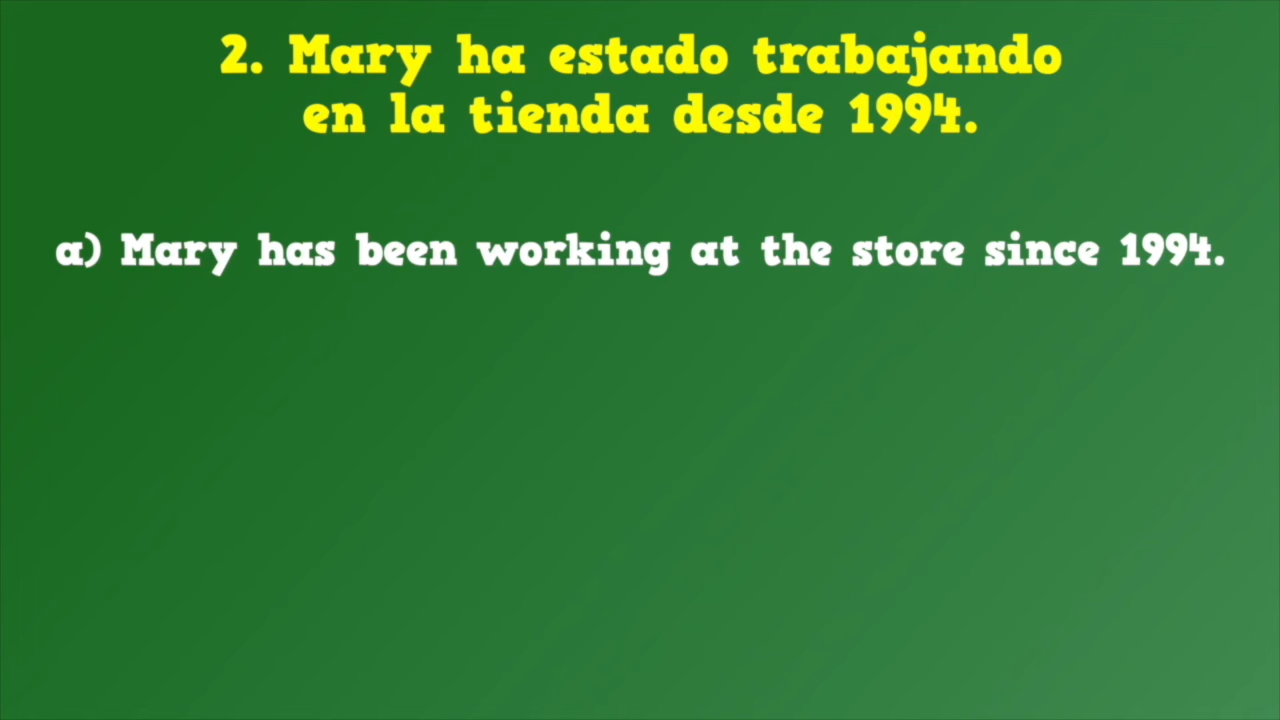 2. Mary ha estado trabajando
en la tienda desde 1994.
a) Mary has been working at the store since 1994.